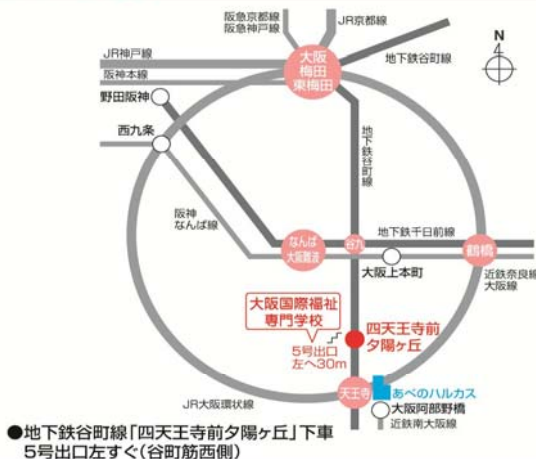 阪急京都線
阪急神戸線
JR京都線
JR神戸線
阪神本線
大阪
梅田
東梅田
地下鉄谷町線
N
野田阪神
西九条
地下鉄谷町線
阪神
なんば線
なんば
大阪難波
谷九
地下鉄千日前線
鶴橋
大阪上本町
近鉄奈良線
大阪線
大阪国際福祉
専門学校
5号出口
左へ30m
四天王寺前
夕陽ヶ丘
天王寺
あべのハルカス
大阪阿部野橋
JR大阪環状線
近鉄南大阪線
●地下鉄谷町線「四天王寺前夕陽ヶ丘」下車
5号出口左すぐ(谷町筋西側)